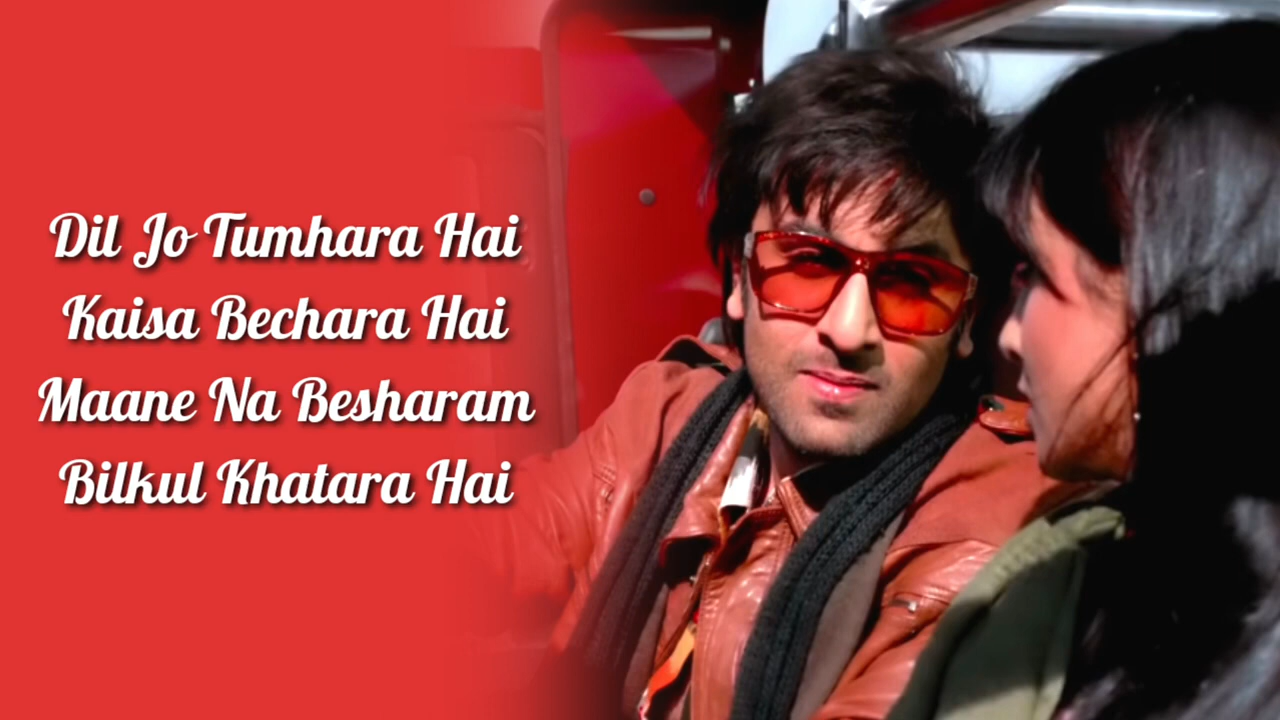 Dil Jo Tumhara Hai
Kaisa Bechara Hai
Maane Na Besharam
Bilkul Khatara Hai